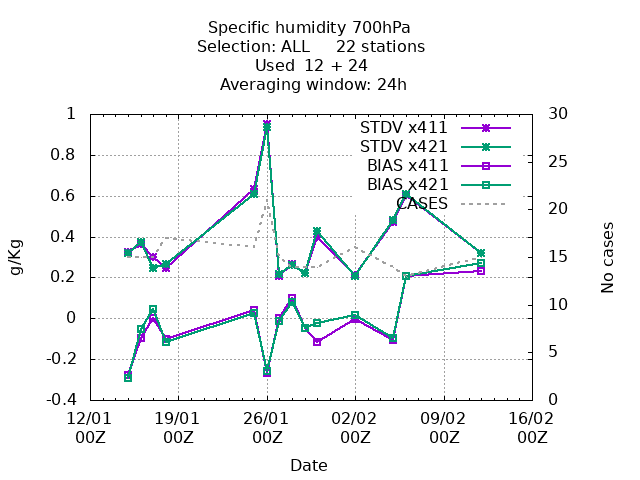 Specific humidity 700hPa
Selection: ALL 22 stations
Used 12 + 24
Averaging window: 24h
1
0.8
0.6
0.4
0.2
0
-0.2
-0.4
g/Kg
30
25
20
15
10
5
0
No cases
STDV x411
STDV x421
BIAS x411
BIAS x421
CASES
12/01 19/01 26/01 02/02 09/02 16/02
00Z 00Z 00Z 00Z 00Z 00Z
Date